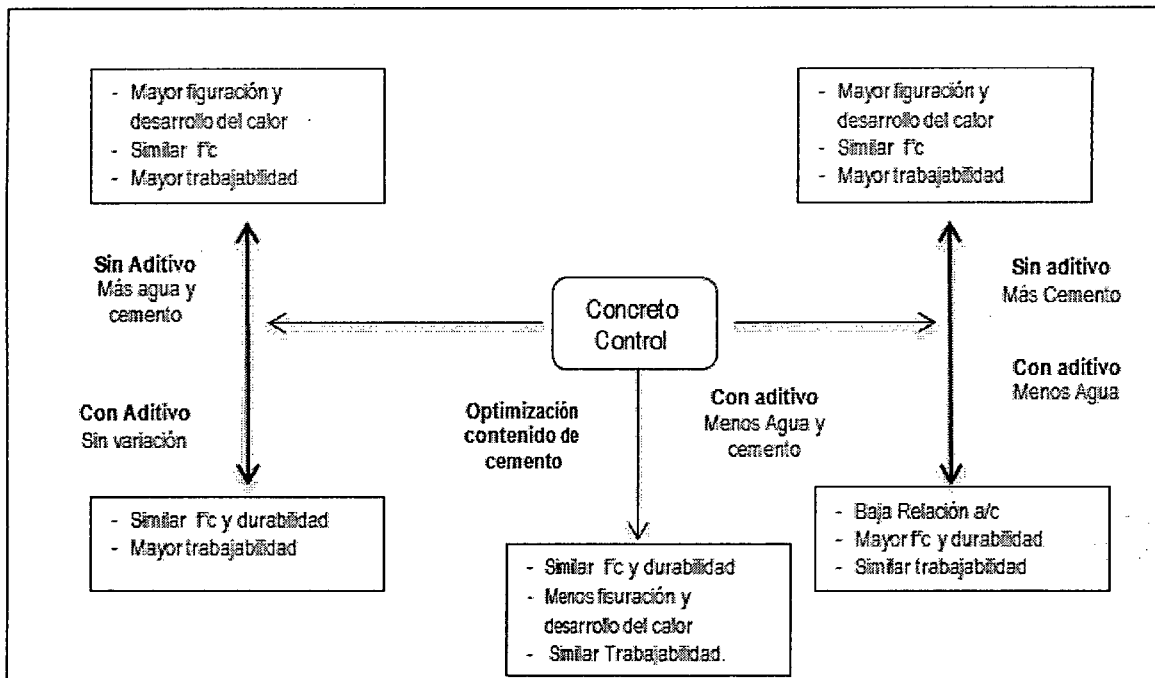 - Mayor figuración y
desarrollo del calor
- Similar f'c
- Mayor trabajabilidad
- Mayor figuración y
desarrollo del calor
- Similar f'c
- Mayor trabajabilidad
Sin Aditivo
Más agua y
cemento
Con Aditivo
Sin variación
Concreto
Control
Sin aditivo
Más Cemento
Con aditivo
Menos Agua
Optimización
contenido de
cemento
Con aditivo
Menos Agua y
cemento
- Similar f'c y durabilidad
- Mayor trabajabilidad
- Similar f'c y durabilidad
- Menos fisuración y
desarrollo del calor
- Similar Trabajabilidad.
- Baja Relación a/c
- Mayor f'c y durabilidad
- Similar trabajabilidad